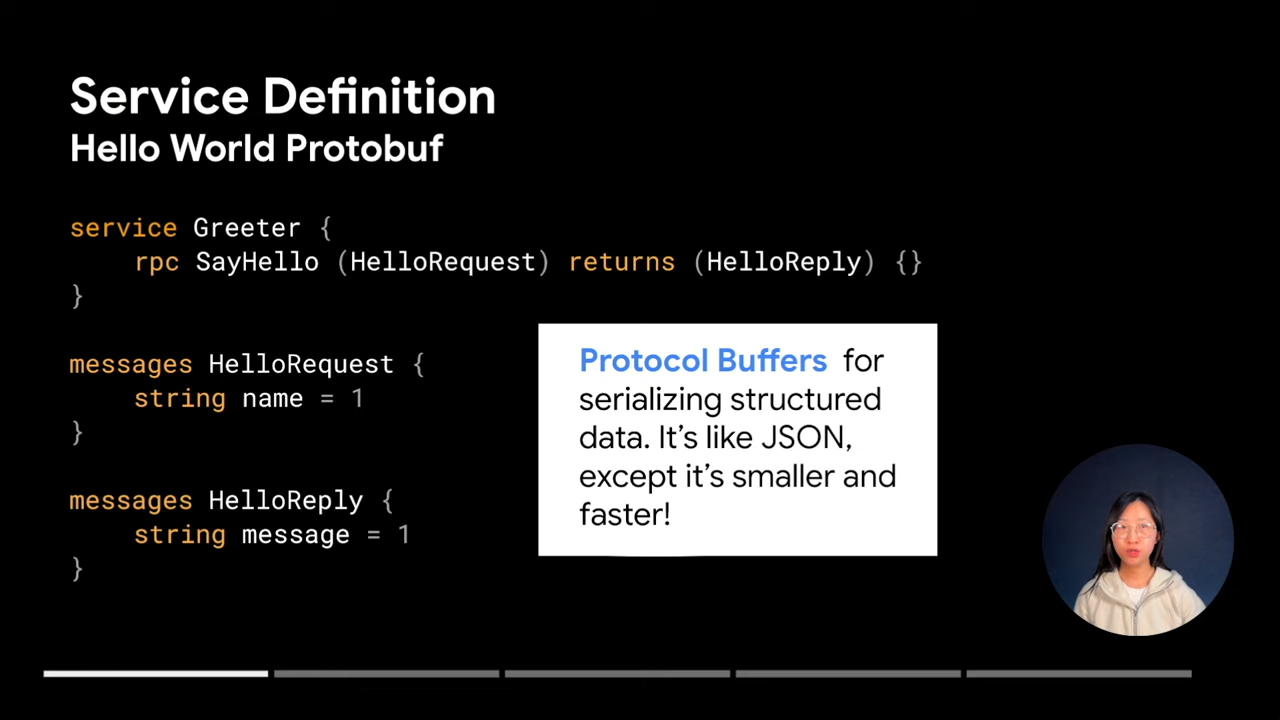 Service Definition
Hello World Protobuf
service Greeter {
rpc SayHello (HelloRequest) returns (HelloReply) {}
}
messages HelloRequest {
string name = 1
}
messages HelloReply {
string message = 1
}
Protocol Buffers for
serializing structured
data. It's like JSON,
except it's smaller and
faster!